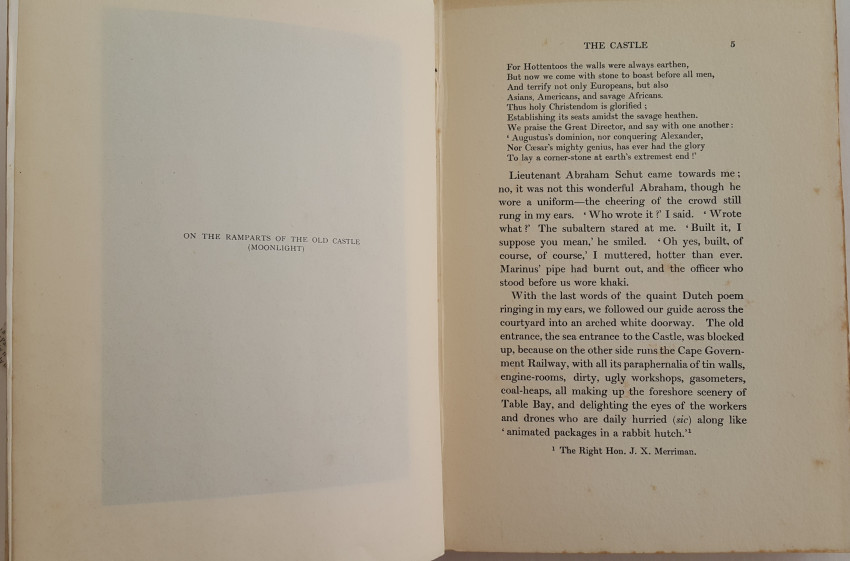 ON THE RAMPARTS OF THE OLD CASTLE
(MOONLIGHT)
THE CASTLE 5
For Hottentoos the walls were always earthen,
But now we come with stone to boast before all men,
And terrify not only Europeans, but also
Asians, Americans, and savage Africans.
Thus holy Christendom is glorified ;
Establishing its seats amidst the savage heathen.
We praise the Great Director, and say with one another :
‘ Augustus's dominion, nor conquering Alexander,
Nor Cæsar's mighty genius, has ever had the glory
To lay a corner-stone at earth's extremest end !’
Lieutenant Abraham Schut came towards me ;
no, it was not this wonderful Abraham, though he
wore a uniform—the cheering of the crowd still
rung in my ears. ‘ Who wrote it ?’ I said. ‘ Wrote
what ?’ The subaltern stared at me. ‘ Built it, I
suppose you mean,’ he smiled. ‘ Oh yes, built, of
course, of course,’ I muttered, hotter than ever.
Marinus’ pipe had burnt out, and the officer who
stood before us wore khaki.
With the last words of the quaint Dutch poem
ringing in my ears, we followed our guide across the
courtyard into an arched white doorway. The old
entrance, the sea entrance to the Castle, was blocked
up, because on the other side runs the Cape Govern-
ment Railway, with all its paraphernalia of tin walls,
engine-rooms, dirty, ugly workshops, gasometers,
coal-heaps, all making up the foreshore scenery of
Table Bay, and delighting the eyes of the workers
and drones who are daily hurried (sic) along like
‘ animated packages in a rabbit hutch.’¹
¹ The Right Hon. J. X. Merriman.